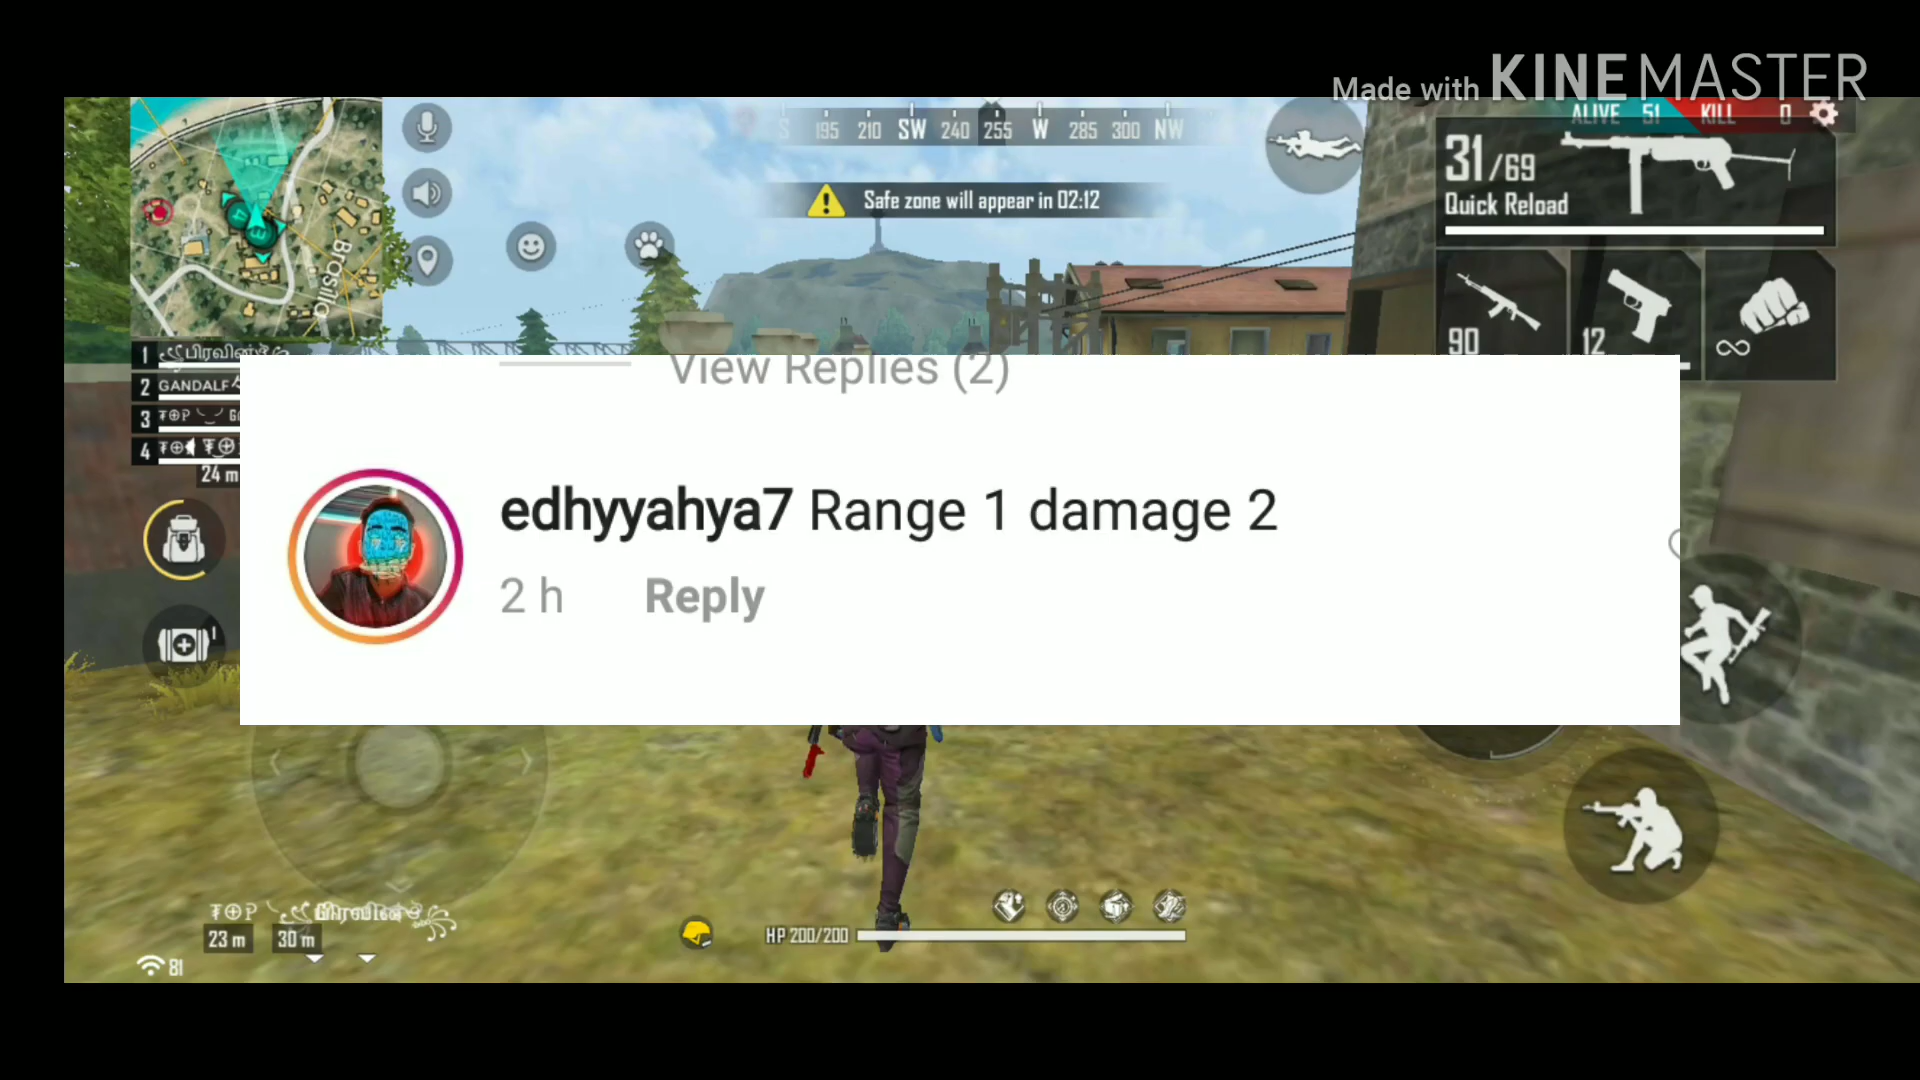 Made with KINEMASTER
ALIVE 51 KILL 0
S 195 210 SW 240 255 W 285 300 NW
31/69
Quick Reload
Safe zone will appear in 02:12
Brasilia
90
12
∞
1
2 GANDALF
3
4
24 m
View Replies (2)
edhyyahya7 Range 1 damage 2
2 h Reply
1
23 m 30 m
HP 200/200
81